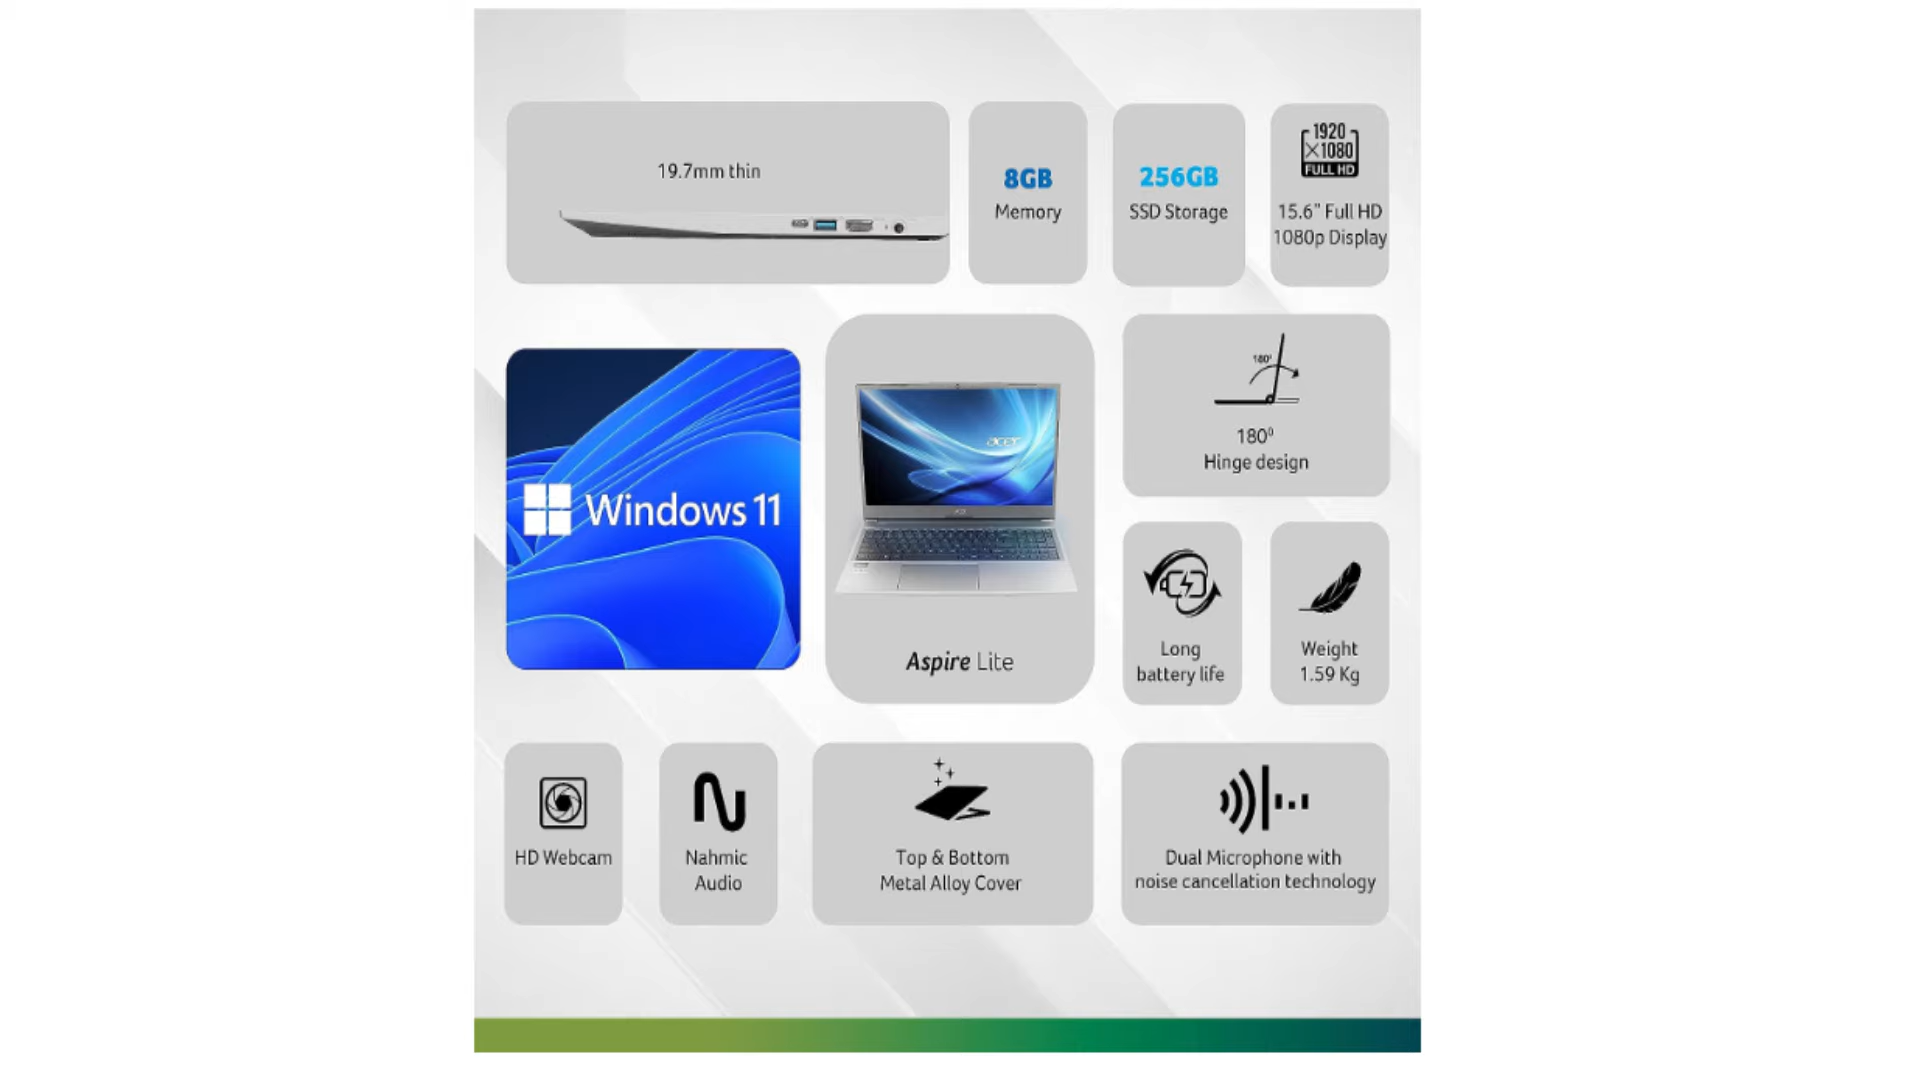 19.7mm thin
8GB
Memory
256GB
SSD Storage
1920
×1080
FULL HD
15.6" Full HD
1080p Display
Windows 11
acer
Aspire Lite
180°
180⁰
Hinge design
Long
battery life
Weight
1.59 Kg
HD Webcam
Nahmic
Audio
Top & Bottom
Metal Alloy Cover
Dual Microphone with
noise cancellation technology